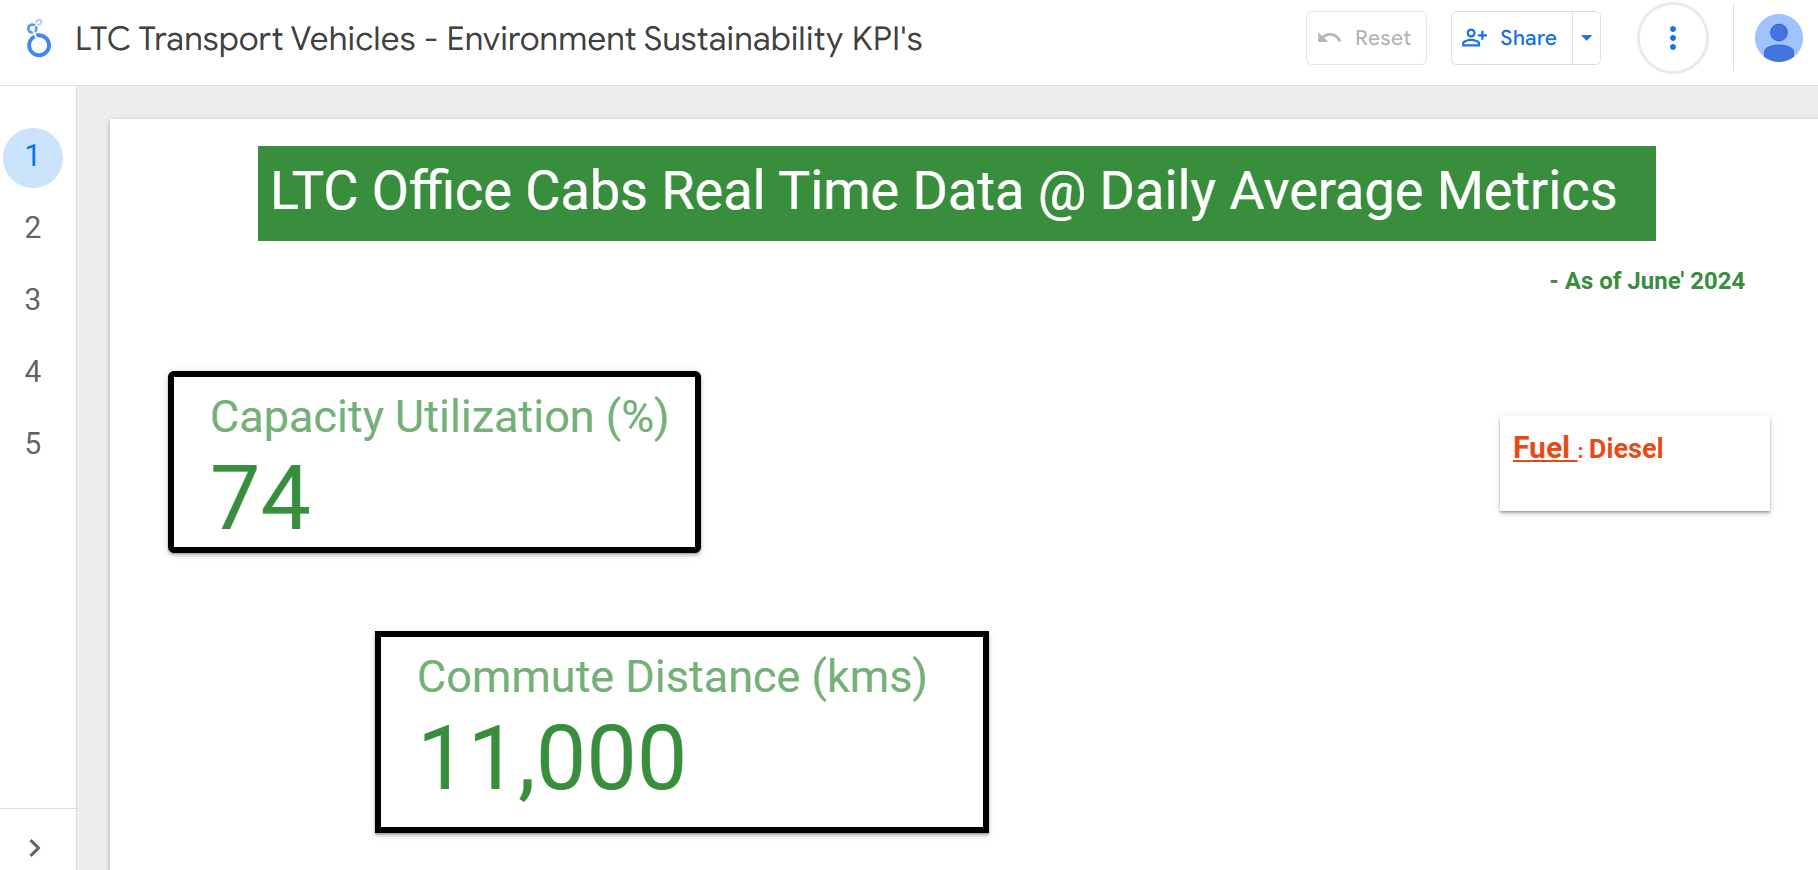 LTC Transport Vehicles - Environment Sustainability KPI's
Reset
Share
1
2
3
4
5
LTC Office Cabs Real Time Data @ Daily Average Metrics
- As of June' 2024
Capacity Utilization (%)
74
Fuel : Diesel
Commute Distance (kms)
11,000